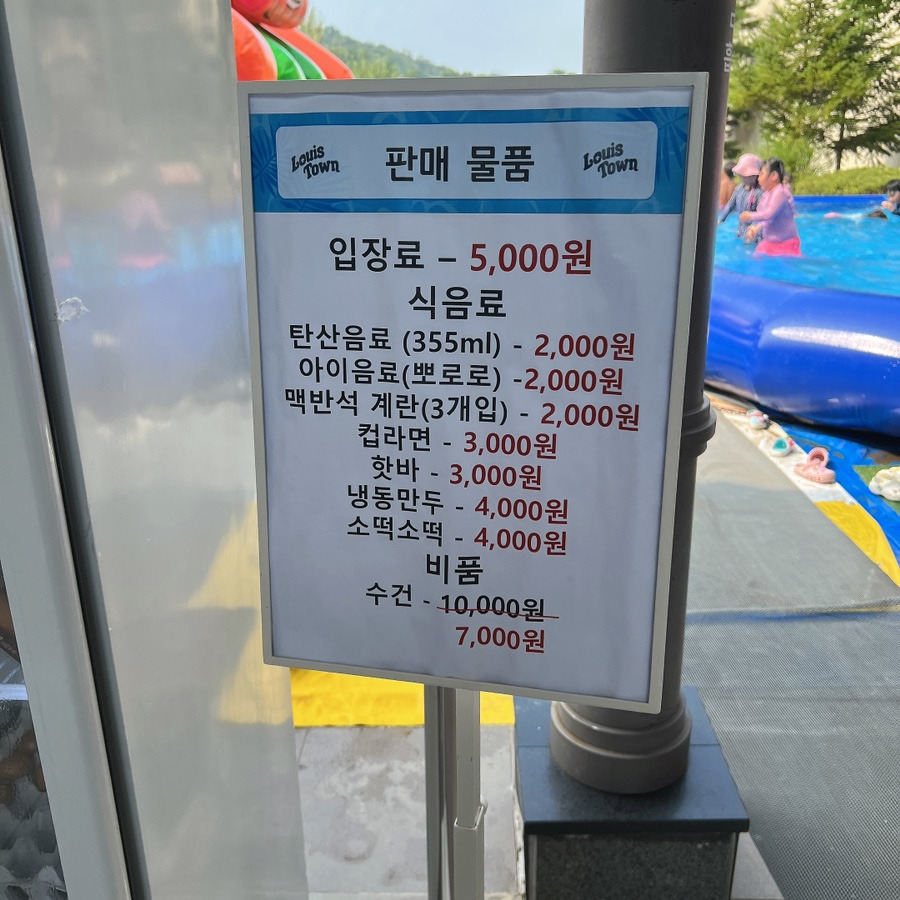 Louis Town
판매 물품
Louis Town
입장료 – 5,000원
식음료
탄산음료 (355ml) - 2,000원
아이음료(뽀로로) -2,000원
맥반석 계란(3개입) - 2,000원
컵라면 - 3,000원
핫바 - 3,000원
냉동만두 - 4,000원
소떡소떡 - 4,000원
비품
수건 - 10,000원
7,000원